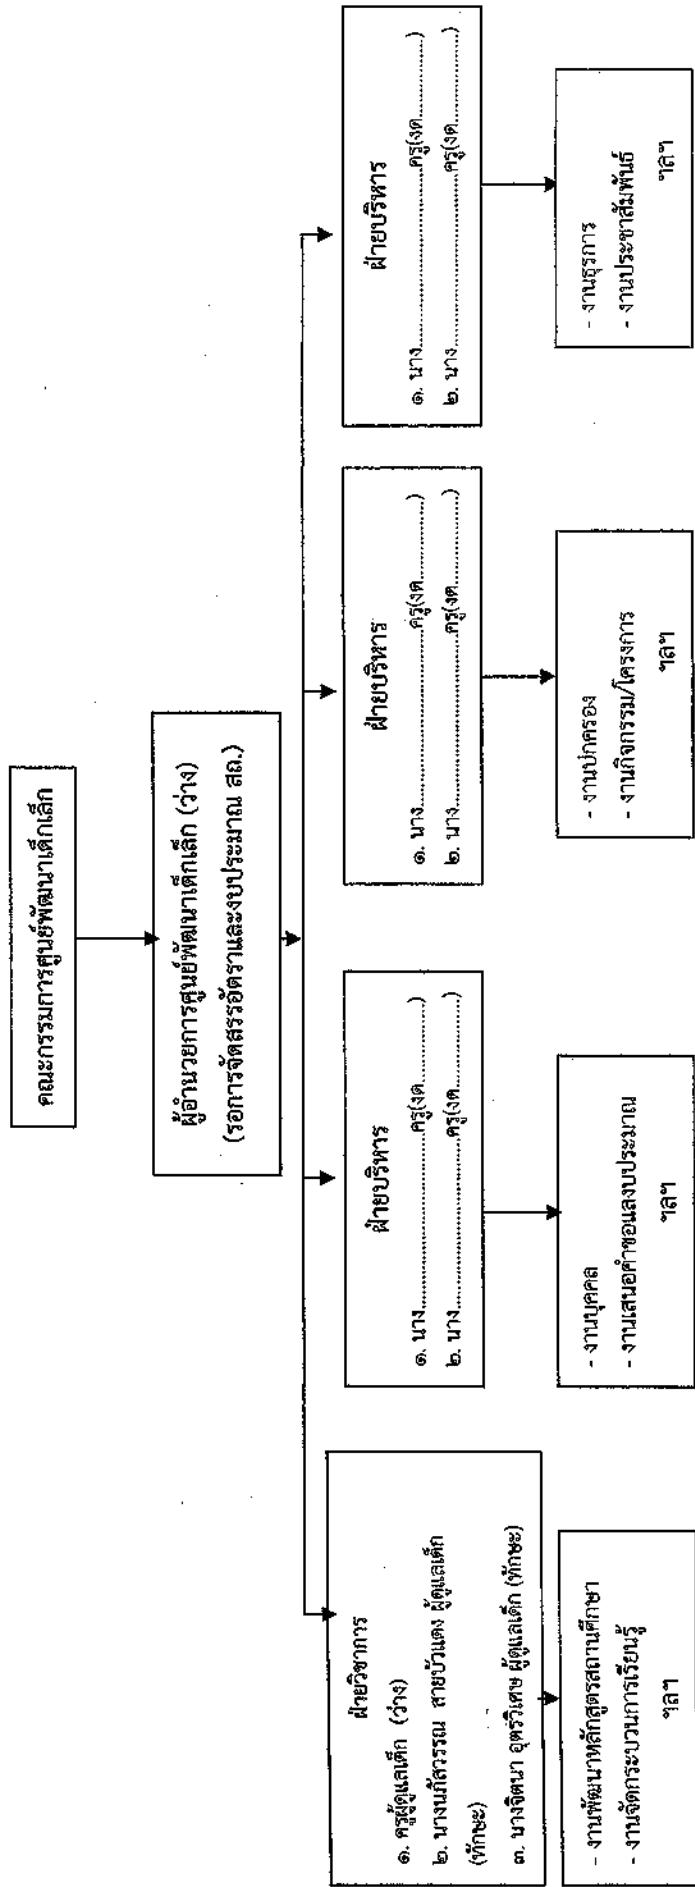 คณะกรรมการศูนย์พัฒนาเด็กเล็ก
ผู้อำนวยการศูนย์พัฒนาเด็กเล็ก (ว่าง)
(รอการจัดสรรอัตราและงบประมาณ สถ.)
ฝ่ายวิชาการ
๑. ครูผู้ดูแลเด็ก (ว่าง)
๒. นางนภัสวรรณ สายบัวแดง ผู้ดูแลเด็ก
(ทักษะ)
๓. นางจิตนา อุตรวิเศษ ผู้ดูแลเด็ก (ทักษะ)
- งานพัฒนาหลักสูตรสถานศึกษา
- งานจัดกระบวนการเรียนรู้
ฯลฯ
ฝ่ายบริหาร
๑. นาง..............................ครู(งด...........)
๒. นาง..............................ครู(งด...........)
- งานบุคคล
- งานเสนอคำขอแลงบประมาณ
ฯลฯ
ฝ่ายบริหาร
๑. นาง..............................ครู(งด...........)
๒. นาง..............................ครู(งด...........)
- งานปกครอง
- งานกิจกรรม/โครงการ
ฯลฯ
ฝ่ายบริหาร
๑. นาง..............................ครู(งด...........)
๒. นาง..............................ครู(งด...........)
- งานธุรการ
- งานประชาสัมพันธ์
ฯลฯ